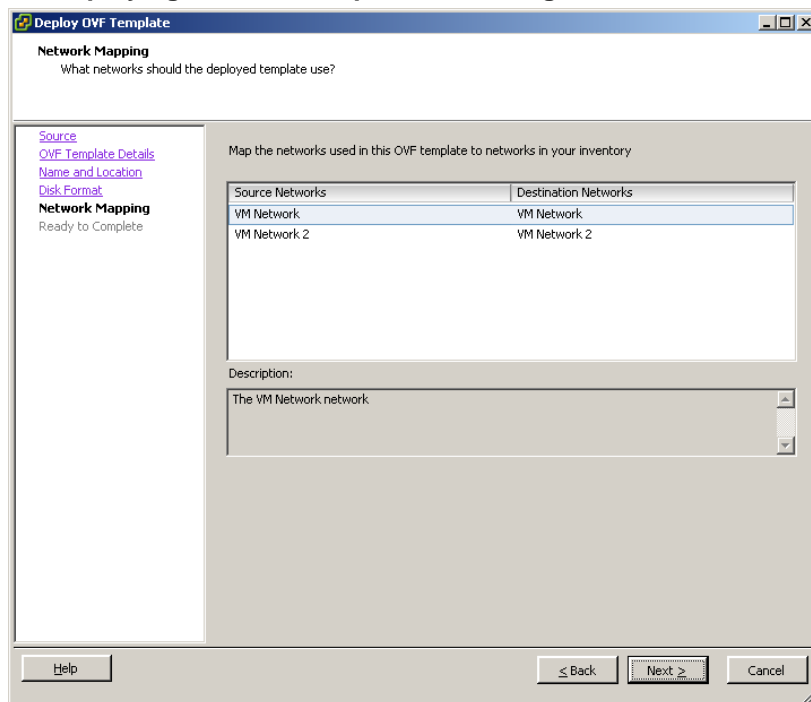 Deploy OVF Template
Network Mapping
What networks should the deployed template use?
Source
OVF Template Details
Name and Location
Disk Format
Network Mapping
Ready to Complete
Map the networks used in this OVF template to networks in your inventory
Source Networks Destination Networks
VM Network VM Network
VM Network 2 VM Network 2
Description:
The VM Network network
Help ≤ Back Next ≥ Cancel